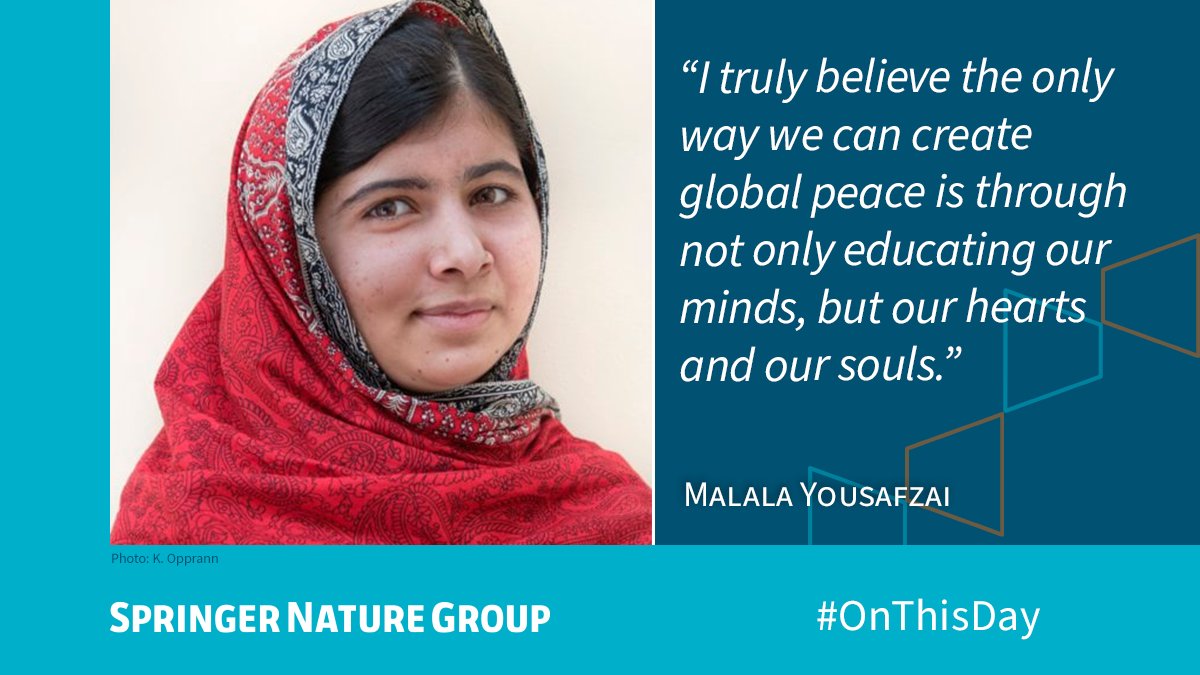 “I truly believe the only
way we can create
global peace is through
not only educating our
minds, but our hearts
and our souls.”
Malala Yousafzai
Photo: K. Opprann
Springer Nature Group
#OnThisDay